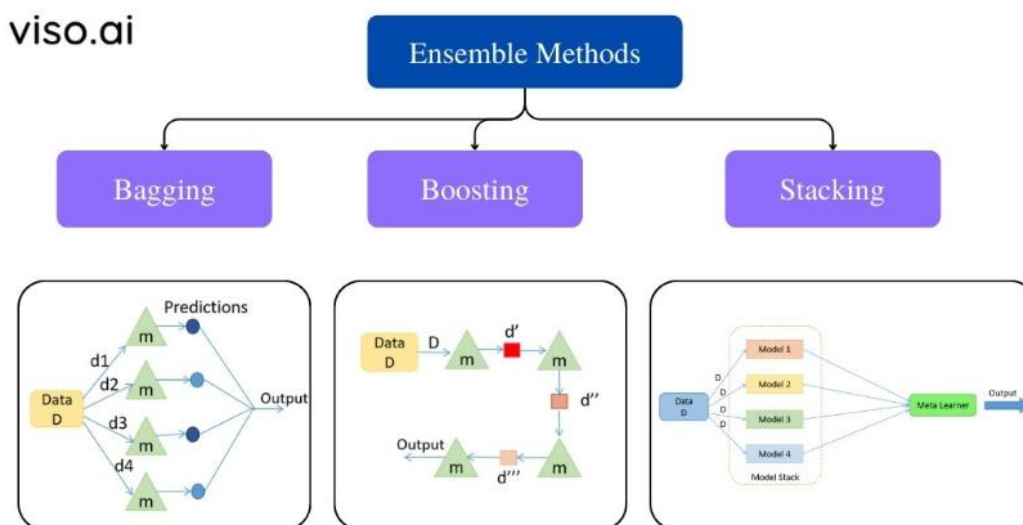 viso.ai
Ensemble Methods
Bagging
Boosting
Stacking
Predictions
d1
d2
d3
d4
Data
D
m
m
m
m
Output
Data
D
D
m
d'
m
d''
m
d'''
m
Output
Data
D
D
D
D
D
Model 1
Model 2
Model 3
Model 4
Model Stack
Meta Learner
Output